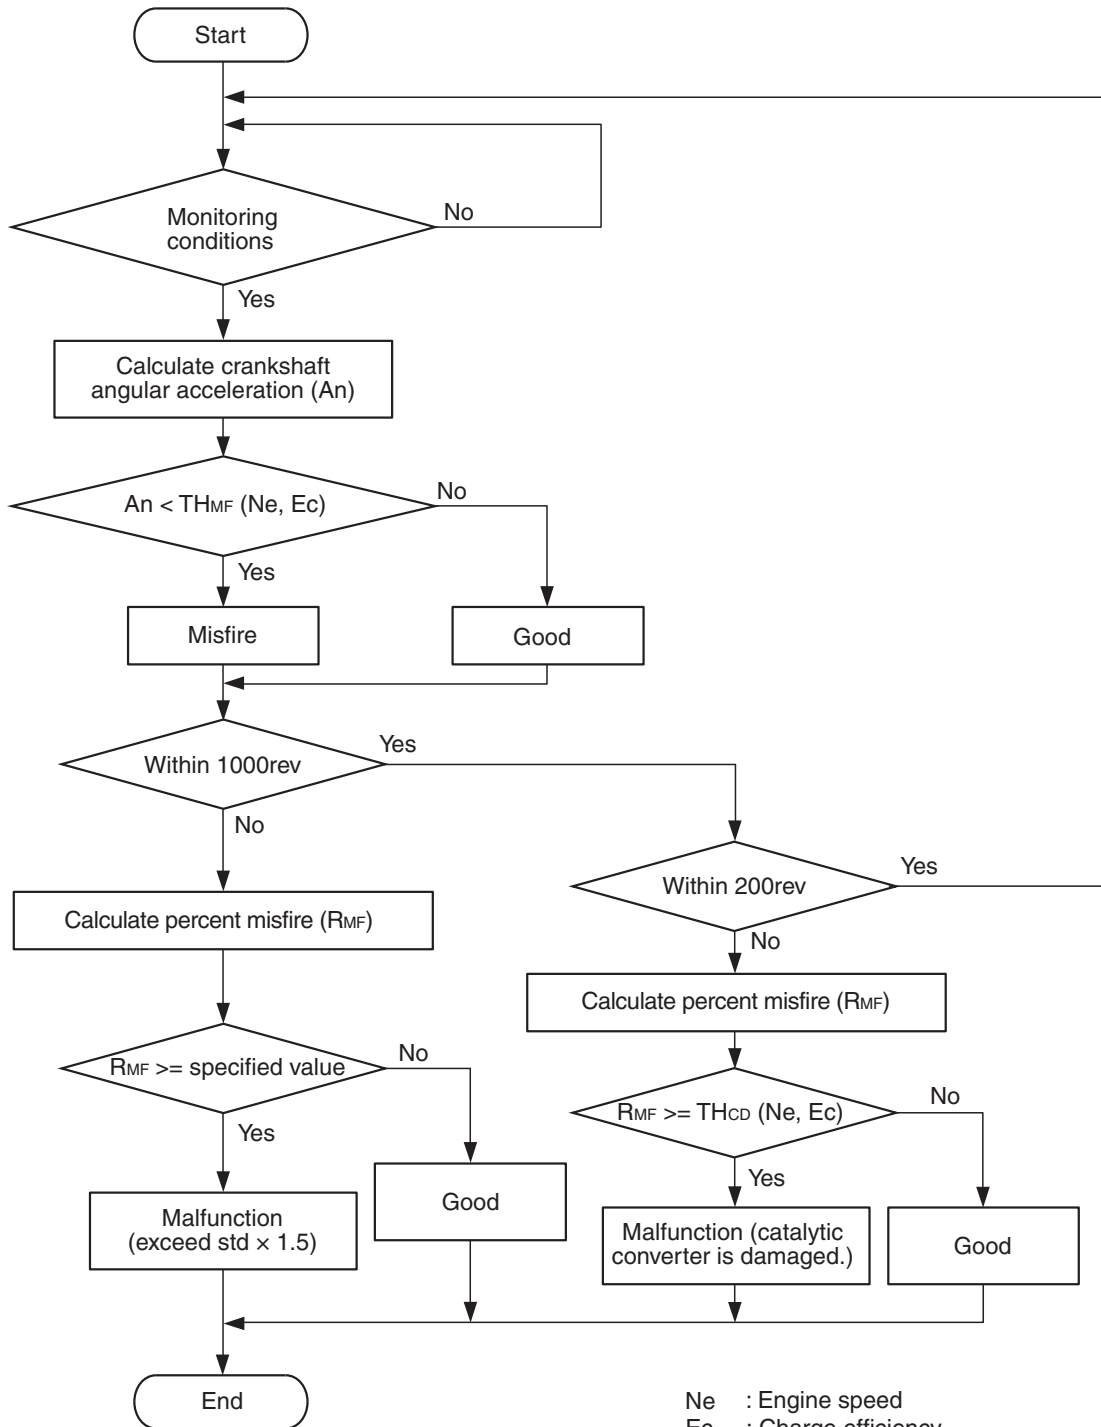 Start
Monitoring
conditions
No
Yes
Calculate crankshaft
angular acceleration (An)
An < THMF (Ne, Ec)
No
Yes
Misfire
Good
Within 1000rev
Yes
No
Within 200rev
Yes
No
Calculate percent misfire (RMF)
Calculate percent misfire (RMF)
RMF >= specified value
No
Yes
RMF >= THCD (Ne, Ec)
No
Yes
Malfunction
(exceed std × 1.5)
Good
Malfunction (catalytic
converter is damaged.)
Good
End
Ne : Engine speed
Ec : Charge efficiency